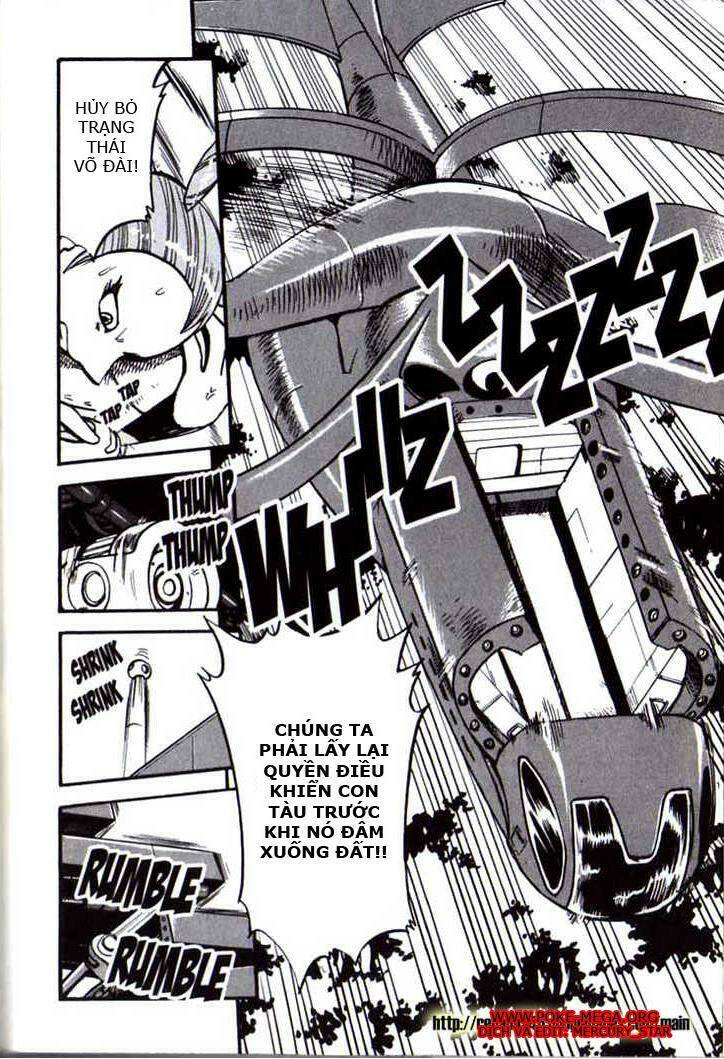 HỦY BỎ
TRẠNG
THÁI
VÕ ĐÀI!
TAP
TAP
TAP
THUMP
THUMP
SHRINK
SHRINK
RUMBLE
RUMBLE
ZZZZZZZ
CHÚNG TA
PHẢI LẤY LẠI
QUYỀN ĐIỀU
KHIỂN CON
TÀU TRƯỚC
KHI NÓ ĐÂM
XUỐNG ĐẤT!!
WWW.POKE-MEGA.ORG
DỊCH VÀ EDIT: MERCURY_STAR